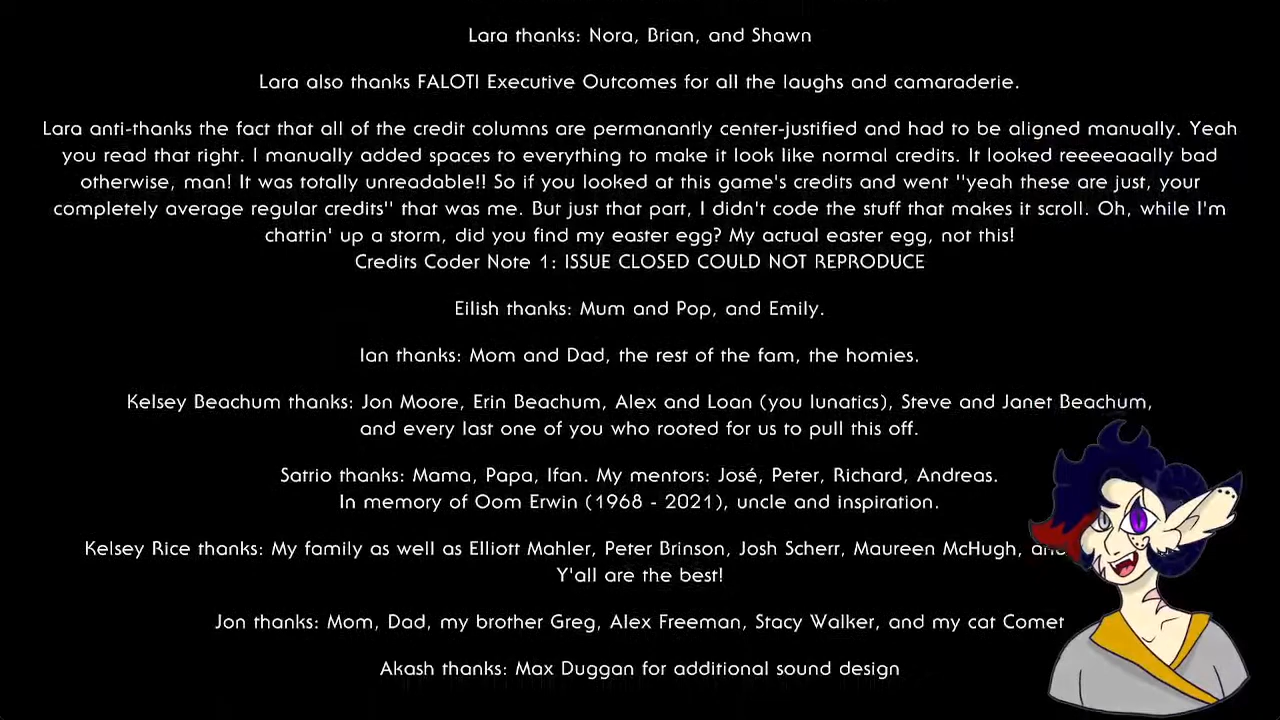 Lara thanks: Nora, Brian, and Shawn
Lara also thanks FALOTI Executive Outcomes for all the laughs and camaraderie.
Lara anti-thanks the fact that all of the credit columns are permanantly center-justified and had to be aligned manually. Yeah
you read that right. I manually added spaces to everything to make it look like normal credits. It looked reeeeaaally bad
otherwise, man! It was totally unreadable!! So if you looked at this game's credits and went "yeah these are just, your
completely average regular credits" that was me. But just that part, I didn't code the stuff that makes it scroll. Oh, while I'm
chattin' up a storm, did you find my easter egg? My actual easter egg, not this!
Credits Coder Note 1: ISSUE CLOSED COULD NOT REPRODUCE
Eilish thanks: Mum and Pop, and Emily.
Ian thanks: Mom and Dad, the rest of the fam, the homies.
Kelsey Beachum thanks: Jon Moore, Erin Beachum, Alex and Loan (you lunatics), Steve and Janet Beachum,
and every last one of you who rooted for us to pull this off.
Satrio thanks: Mama, Papa, Ifan. My mentors: José, Peter, Richard, Andreas.
In memory of Oom Erwin (1968 - 2021), uncle and inspiration.
Kelsey Rice thanks: My family as well as Elliott Mahler, Peter Brinson, Josh Scherr, Maureen McHugh,
Y'all are the best!
Jon thanks: Mom, Dad, my brother Greg, Alex Freeman, Stacy Walker, and my cat Comet
Akash thanks: Max Duggan for additional sound design